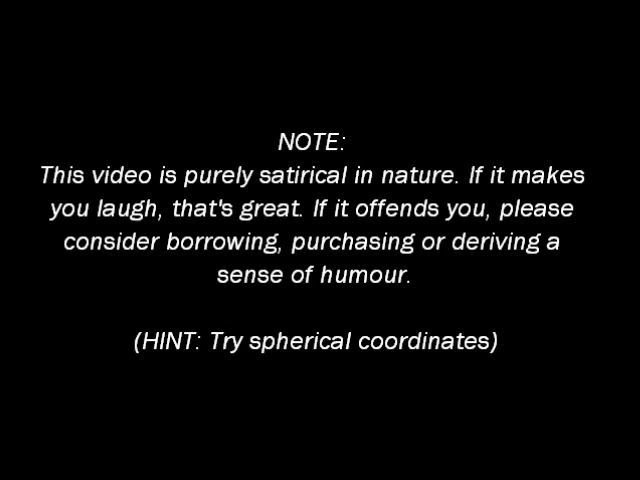 NOTE:
This video is purely satirical in nature. If it makes
you laugh, that's great. If it offends you, please
consider borrowing, purchasing or deriving a
sense of humour.
(HINT: Try spherical coordinates)